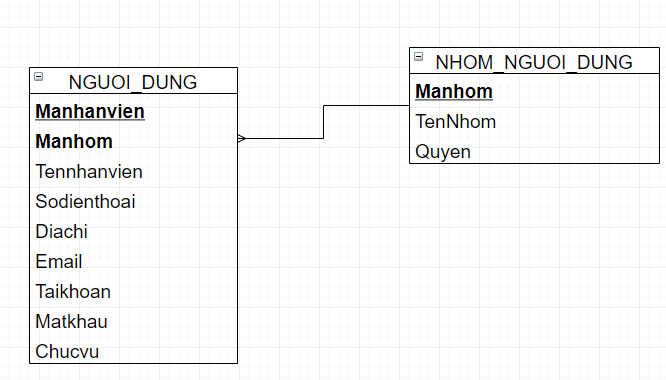 NGUOI_DUNG
Manhanvien
Manhom
Tennhanvien
Sodienthoai
Diachi
Email
Taikhoan
Matkhau
Chucvu
NHOM_NGUOI_DUNG
Manhom
TenNhom
Quyen